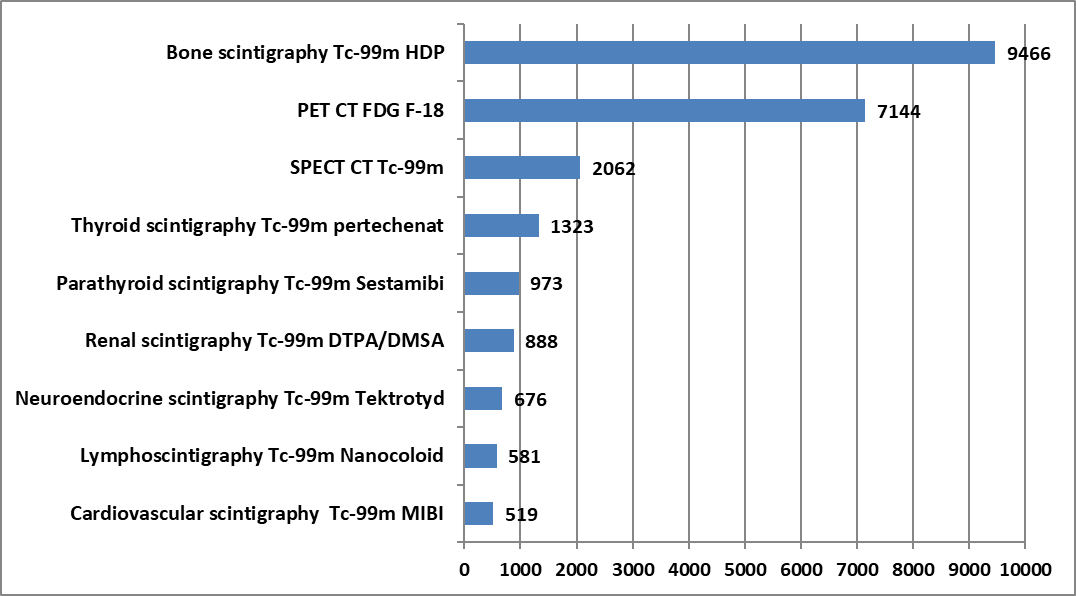 Bone scintigraphy Tc-99m HDP 9466
PET CT FDG F-18 7144
SPECT CT Tc-99m 2062
Thyroid scintigraphy Tc-99m pertechenat 1323
Parathyroid scintigraphy Tc-99m Sestamibi 973
Renal scintigraphy Tc-99m DTPA/DMSA 888
Neuroendocrine scintigraphy Tc-99m Tektrotyd 676
Lymphoscintigraphy Tc-99m Nanocoloid 581
Cardiovascular scintigraphy  Tc-99m MIBI 519
0 1000 2000 3000 4000 5000 6000 7000 8000 9000 10000